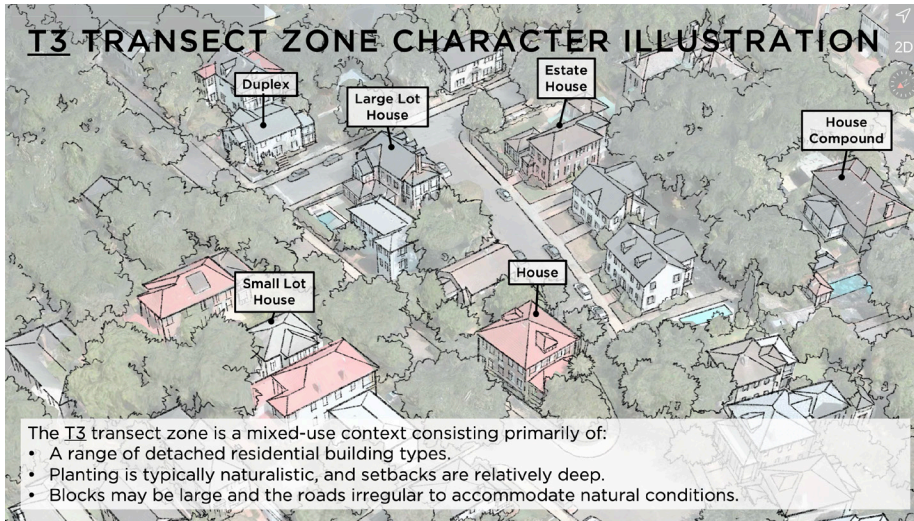 T3 TRANSECT ZONE CHARACTER ILLUSTRATION
2D
Duplex
Large Lot
House
Estate
House
House
Compound
Small Lot
House
House
The T3 transect zone is a mixed-use context consisting primarily of:
• A range of detached residential building types.
• Planting is typically naturalistic, and setbacks are relatively deep.
• Blocks may be large and the roads irregular to accommodate natural conditions.